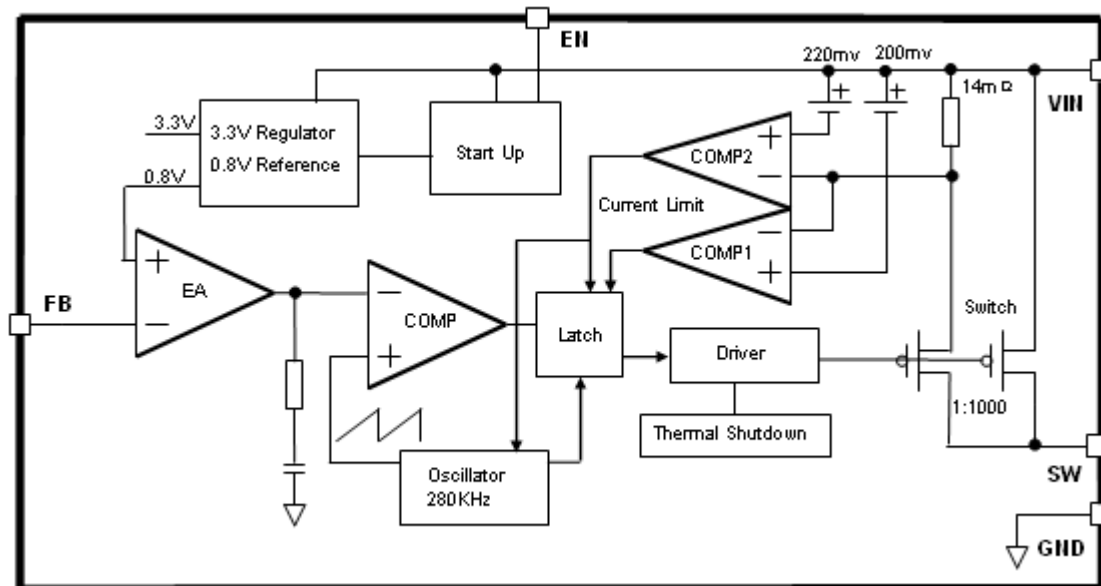 EN
220mv
200mv
14mΩ
VIN
3.3V
3.3V Regulator
0.8V Reference
0.8V
Start Up
+
COMP2
−
Current Limit
−
COMP1
+
+
EA
−
FB
−
COMP
+
Latch
Driver
Switch
1:1000
Thermal Shutdown
Oscillator
280KHz
SW
GND
+
+